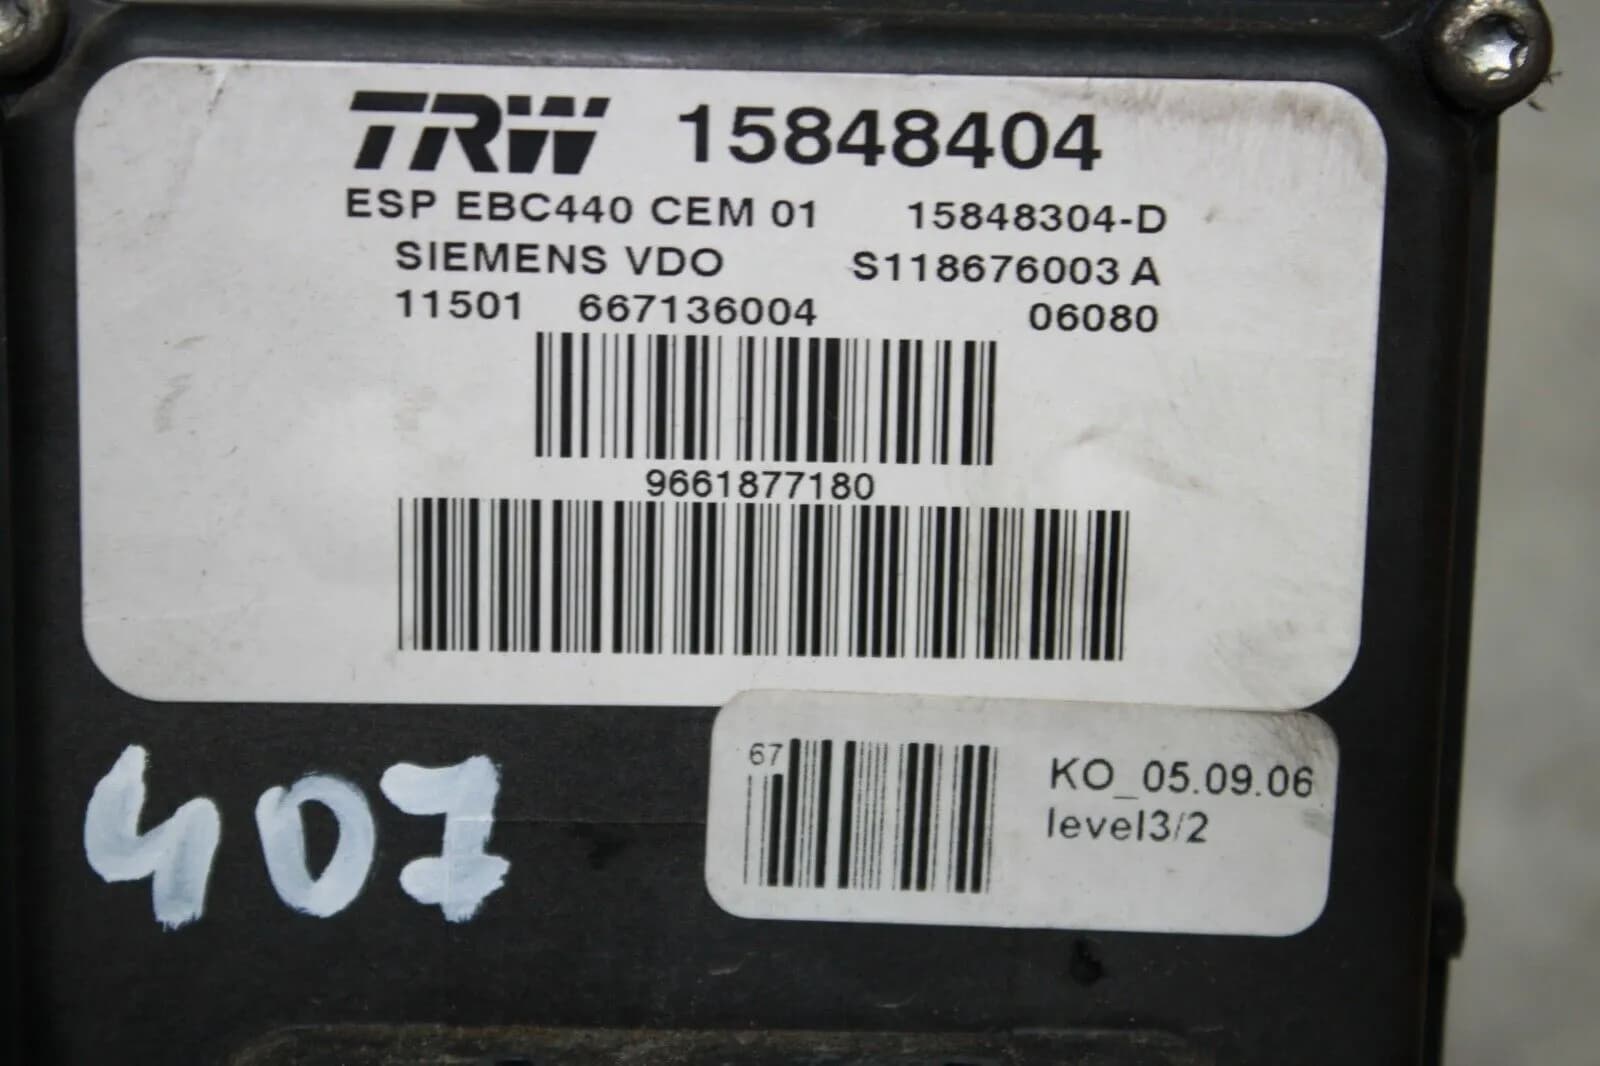 TRW 15848404
ESP EBC440 CEM 01 15848304-D
SIEMENS VDO S118676003 A
11501 667136004 06080
9661877180
67
KO_05.09.06
level3/2
407